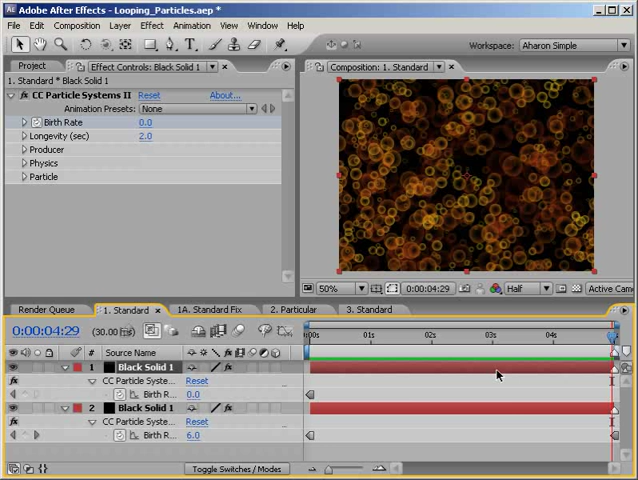 Adobe After Effects - Looping_Particles.aep *
File Edit Composition Layer Effect Animation View Window Help
Workspace: Aharon Simple
Project Effect Controls: Black Solid 1 Composition: 1. Standard
1. Standard * Black Solid 1
CC Particle Systems II Reset About...
Animation Presets: None
Birth Rate 0.0
Longevity (sec) 2.0
Producer
Physics
Particle
50% 0:00:04:29 Half Active Cam
Render Queue 1. Standard 1A. Standard Fix 2. Particular 3. Standard
0:00:04:29 (30.00 fps)
:00s 01s 02s 03s 04s
# Source Name
1 Black Solid 1
CC Particle Syste... Reset
Birth R... 0.0
2 Black Solid 1
CC Particle Syste... Reset
Birth R... 6.0
Toggle Switches / Modes